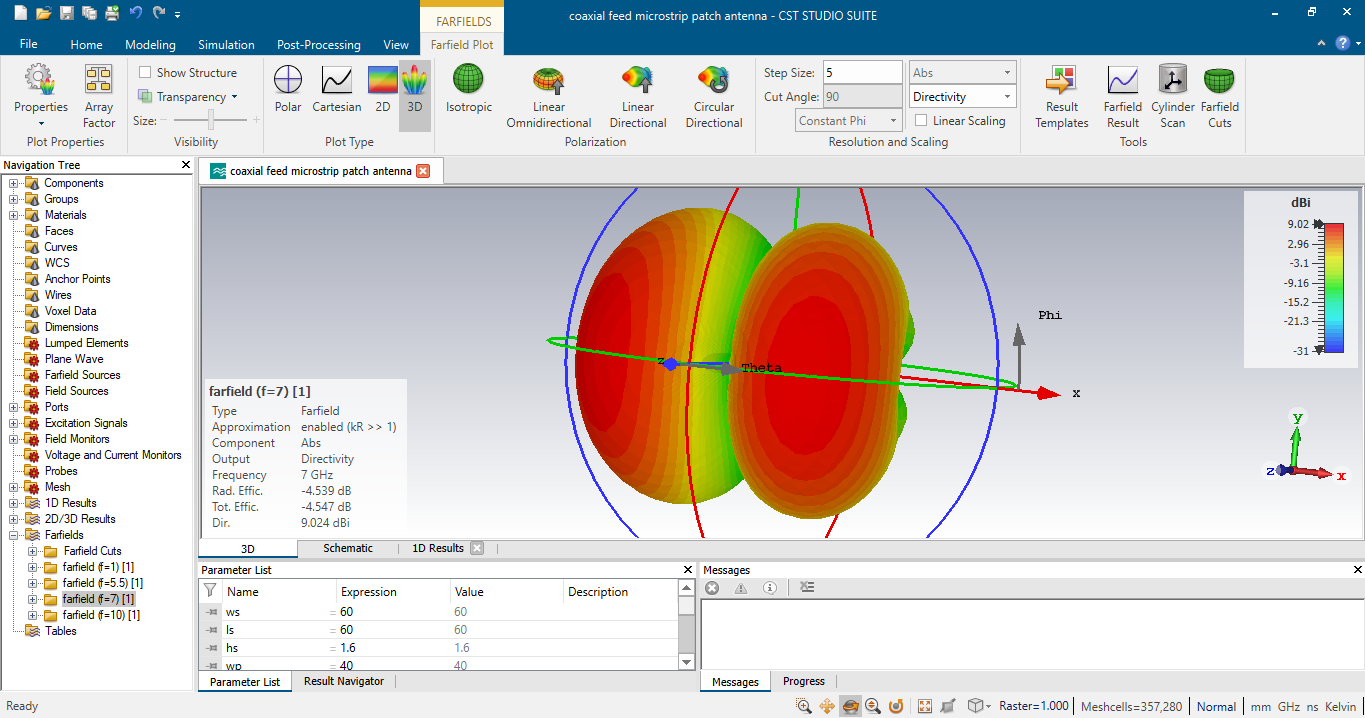 coaxial feed microstrip patch antenna - CST STUDIO SUITE
FARFIELDS
File Home Modeling Simulation Post-Processing View Farfield Plot
Properties
Array Factor
Plot Properties
Show Structure
Transparency
Size:
Visibility
Polar Cartesian 2D 3D
Plot Type
Isotropic
Linear Omnidirectional
Linear Directional
Circular Directional
Polarization
Step Size: 5 Abs
Cut Angle: 90 Directivity
Constant Phi Linear Scaling
Resolution and Scaling
Result Templates
Farfield Result
Cylinder Scan
Farfield Cuts
Tools
Navigation Tree
Components
Groups
Materials
Faces
Curves
WCS
Anchor Points
Wires
Voxel Data
Dimensions
Lumped Elements
Plane Wave
Farfield Sources
Field Sources
Ports
Excitation Signals
Field Monitors
Voltage and Current Monitors
Probes
Mesh
1D Results
2D/3D Results
Farfields
Farfield Cuts
farfield (f=1) [1]
farfield (f=5.5) [1]
farfield (f=7) [1]
farfield (f=10) [1]
Tables
coaxial feed microstrip patch antenna
dBi
9.02
2.96
-3.1
-9.16
-15.2
-21.3
-31
Phi
z
Theta
x
y
z
x
farfield (f=7) [1]
Type Farfield
Approximation enabled (kR >> 1)
Component Abs
Output Directivity
Frequency 7 GHz
Rad. Effic. -4.539 dB
Tot. Effic. -4.547 dB
Dir. 9.024 dBi
3D Schematic 1D Results
Parameter List
Name Expression Value Description
ws = 60 60
ls = 60 60
hs = 1.6 1.6
wp = 40 40
Parameter List Result Navigator
Messages
Messages Progress
Ready
Raster=1.000 Meshcells=357,280 Normal mm GHz ns Kelvin